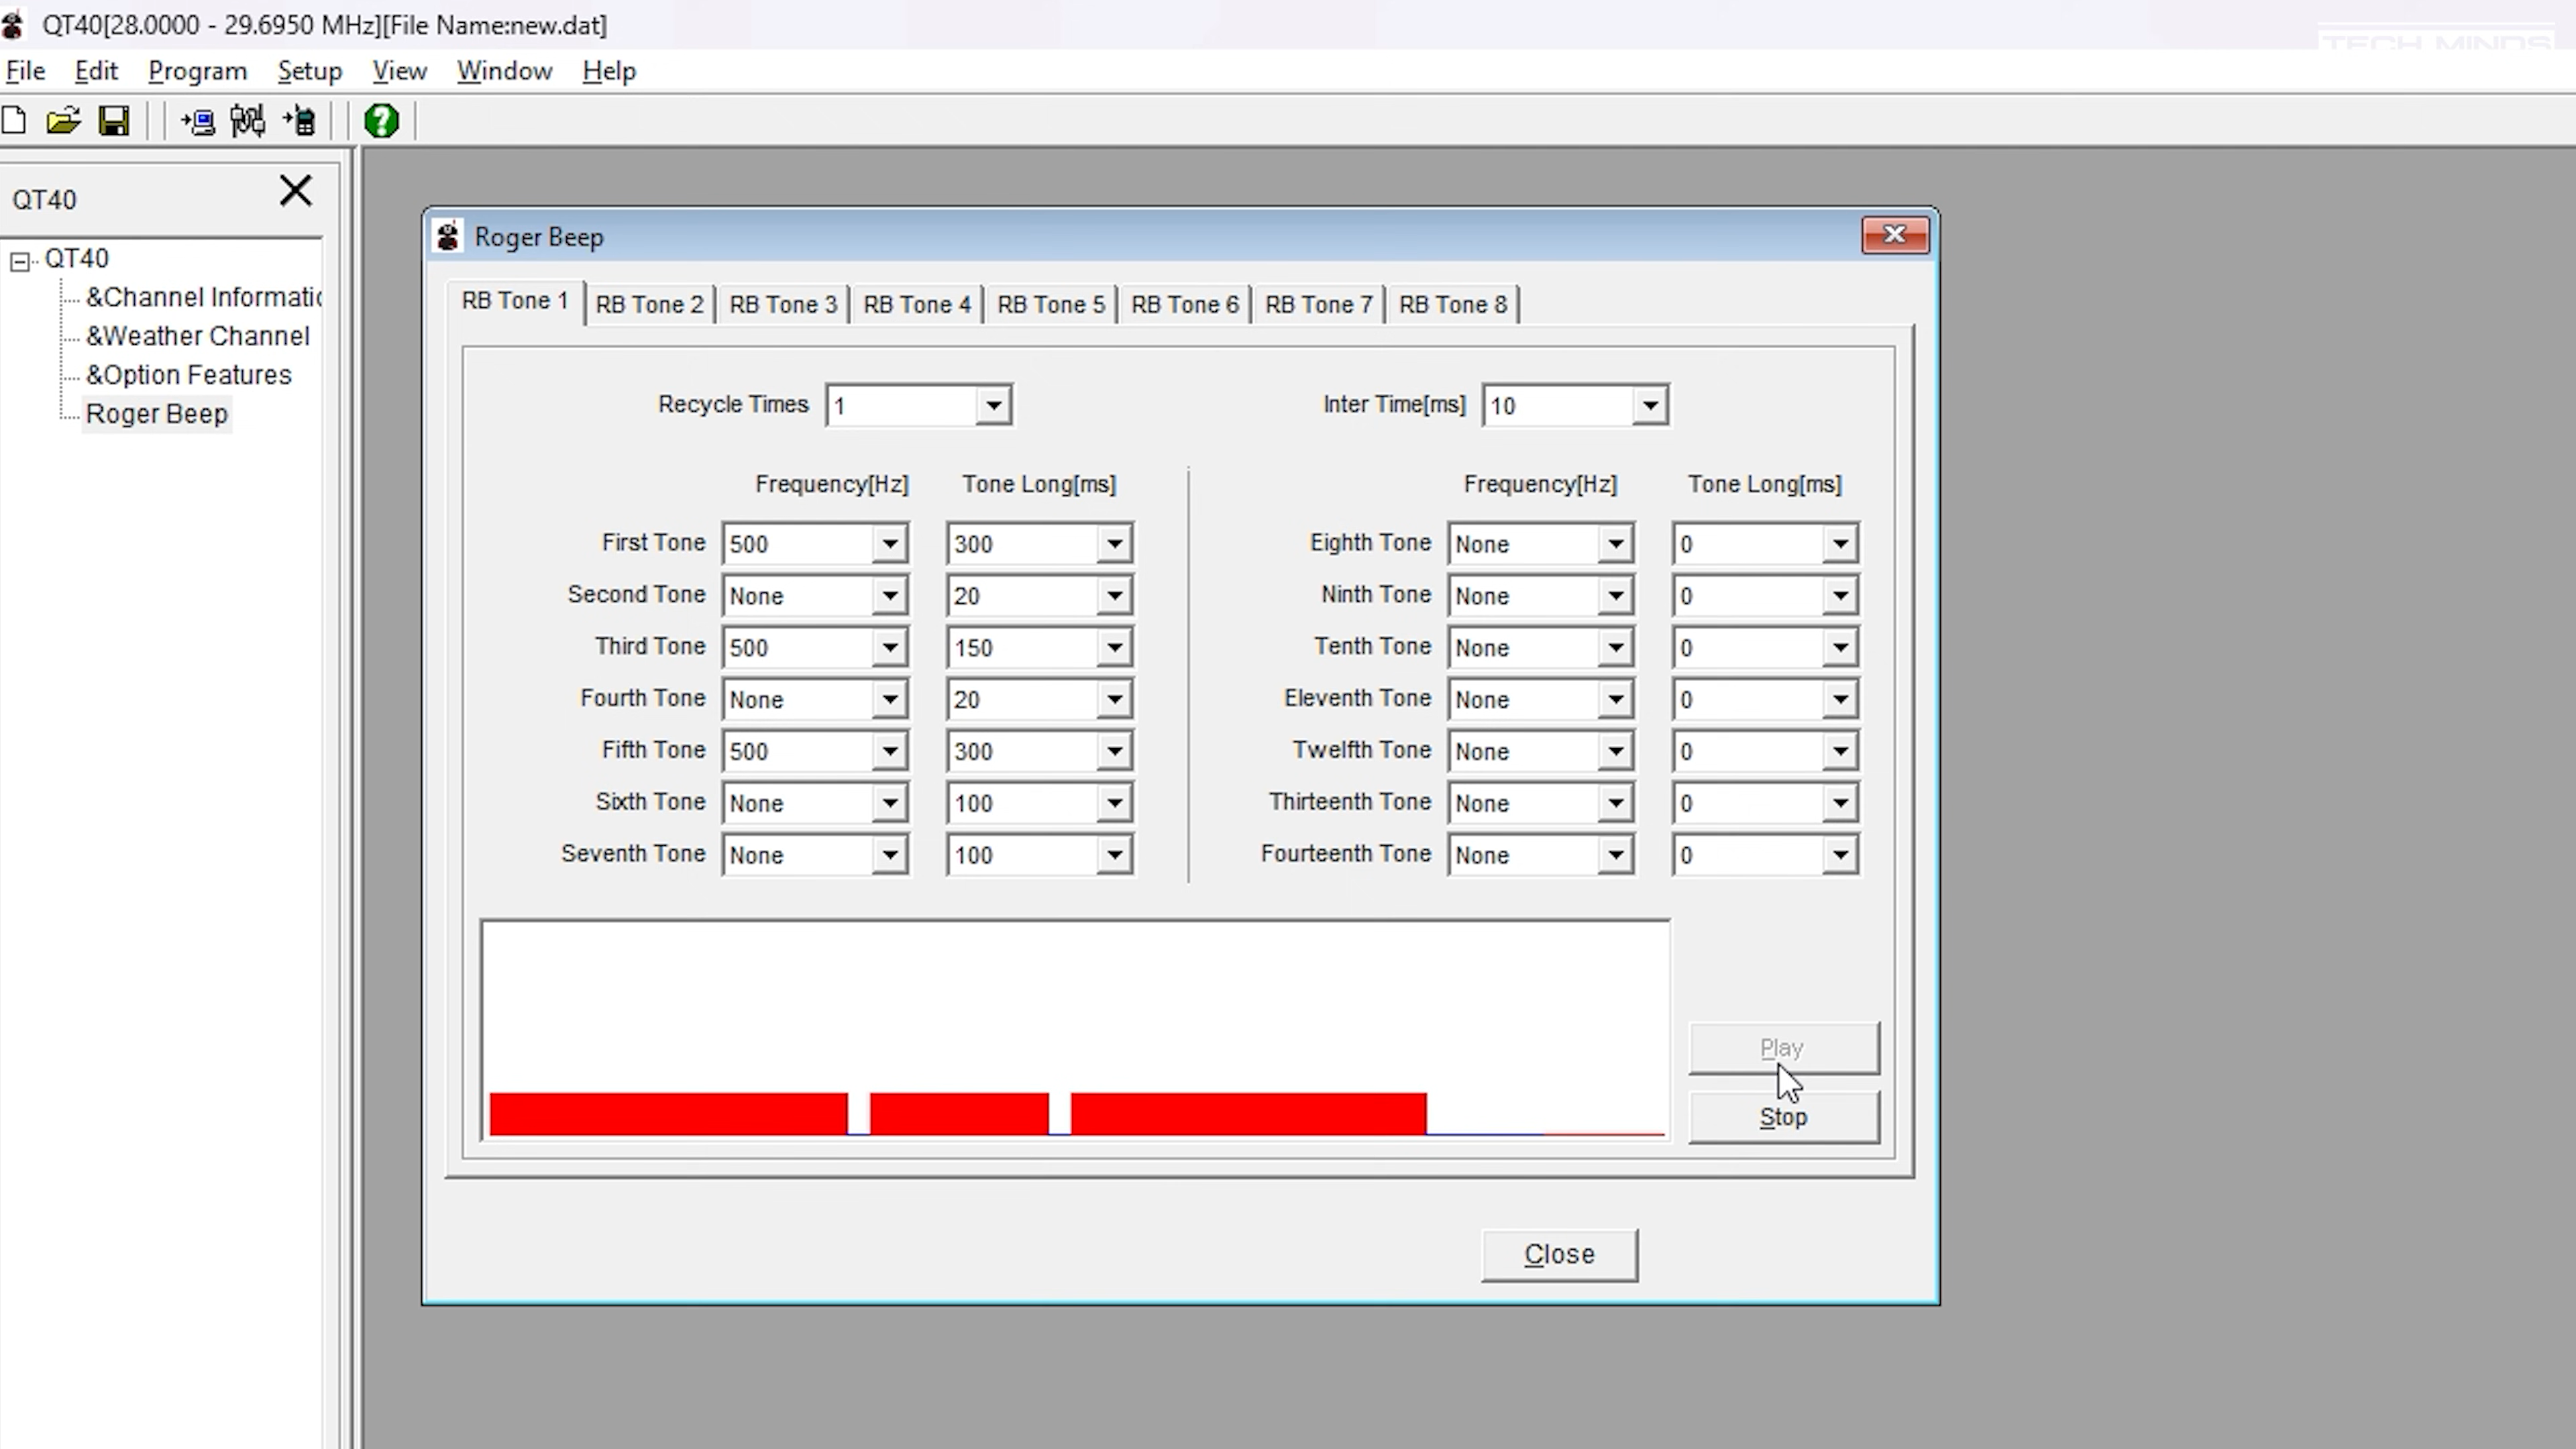 QT40[28.0000 - 29.6950 MHz][File Name:new.dat]
TECH MINDS
File Edit Program Setup View Window Help
QT40
QT40
&Channel Informatic
&Weather Channel
&Option Features
Roger Beep
Roger Beep
RB Tone 1 RB Tone 2 RB Tone 3 RB Tone 4 RB Tone 5 RB Tone 6 RB Tone 7 RB Tone 8
Recycle Times 1 Inter Time[ms] 10
Frequency[Hz] Tone Long[ms] Frequency[Hz] Tone Long[ms]
First Tone 500 300 Eighth Tone None 0
Second Tone None 20 Ninth Tone None 0
Third Tone 500 150 Tenth Tone None 0
Fourth Tone None 20 Eleventh Tone None 0
Fifth Tone 500 300 Twelfth Tone None 0
Sixth Tone None 100 Thirteenth Tone None 0
Seventh Tone None 100 Fourteenth Tone None 0
Play
Stop
Close